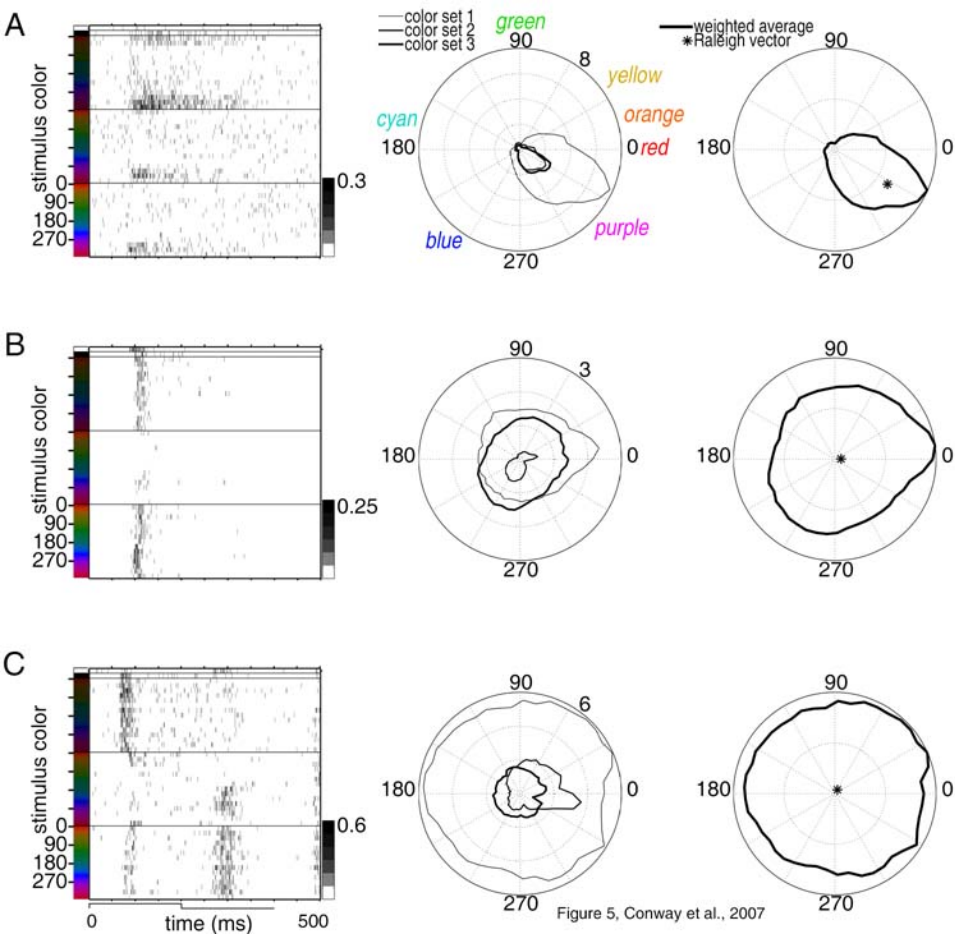 A
color set 1
color set 2
color set 3
green
weighted average
Raleigh vector
stimulus color
0
90
180
270
0.3
90
8
yellow
orange
cyan
180
0
red
blue
purple
270
90
180
0
270
B
stimulus color
0
90
180
270
0.25
90
3
180
0
270
90
180
0
270
C
stimulus color
0
90
180
270
0.6
0
time (ms)
500
90
6
180
0
270
90
180
0
270
Figure 5, Conway et al., 2007